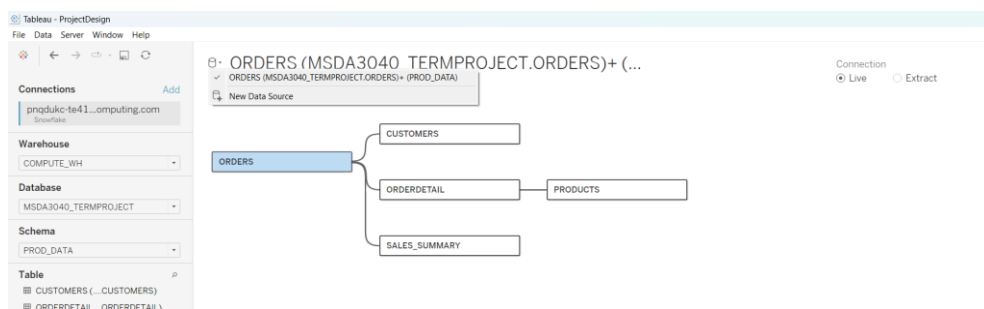 Tableau - ProjectDesign
File Data Server Window Help
Connections Add
pnqdukc-te41...omputing.com
Snowflake
Warehouse
COMPUTE_WH
Database
MSDA3040_TERMPROJECT
Schema
PROD_DATA
Table
CUSTOMERS (...CUSTOMERS)
ORDERDETAIL...ORDERDETAIL)
ORDERS (MSDA3040_TERMPROJECT.ORDERS)+ (...
ORDERS (MSDA3040_TERMPROJECT.ORDERS)+ (PROD_DATA)
New Data Source
Connection
Live Extract
CUSTOMERS
ORDERS
ORDERDETAIL PRODUCTS
SALES_SUMMARY